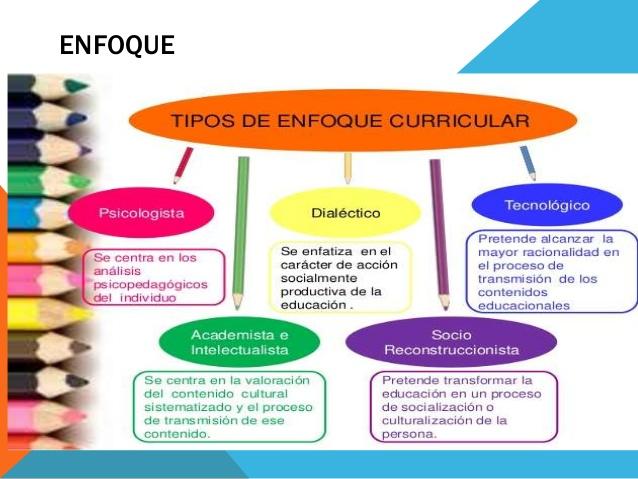 ENFOQUE
TIPOS DE ENFOQUE CURRICULAR
Psicologista
Se centra en los
análisis
psicopedagógicos
del individuo
Dialéctico
Se enfatiza en el
carácter de acción
socialmente
productiva de la
educación .
Tecnológico
Pretende alcanzar la
mayor racionalidad en
el proceso de
transmisión de los
contenidos
educacionales
Academista e
Intelectualista
Se centra en la valoración
del contenido cultural
sistematizado y el proceso
de transmisión de ese
contenido.
Socio
Reconstruccionista
Pretende transformar la
educación en un proceso
de socialización o
culturalización de la
persona.